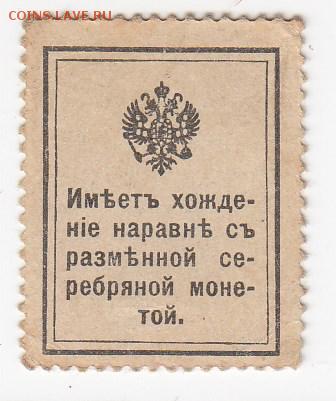 COINS.LAVE.RU
Имѣетъ хожде-
ніе наравнѣ съ
размѣнной се-
ребряной моне-
той.